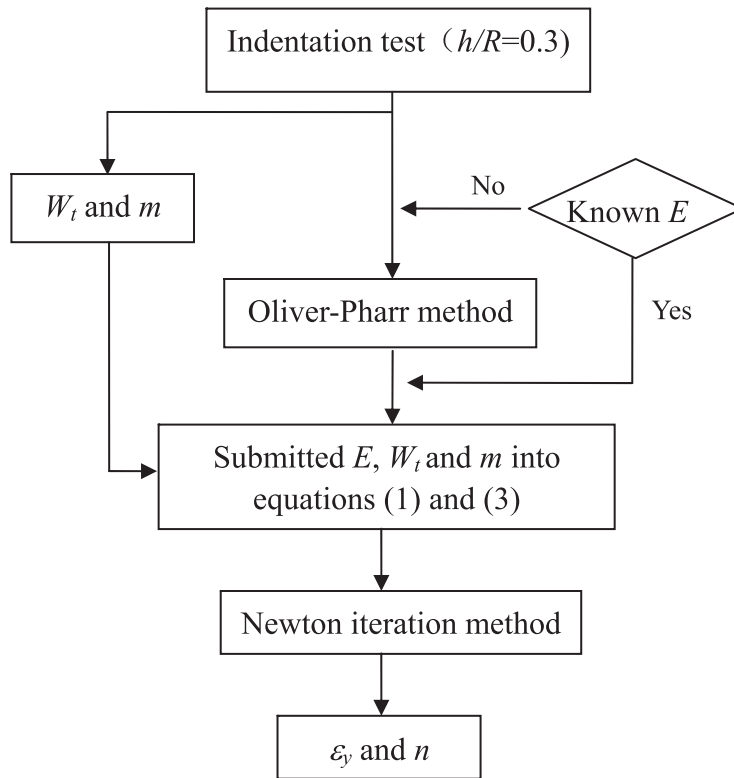 Indentation test（h/R=0.3)
W_t and m
No
Known E
Oliver-Pharr method
Yes
Submitted E, W_t and m into
equations (1) and (3)
Newton iteration method
ε_y and n